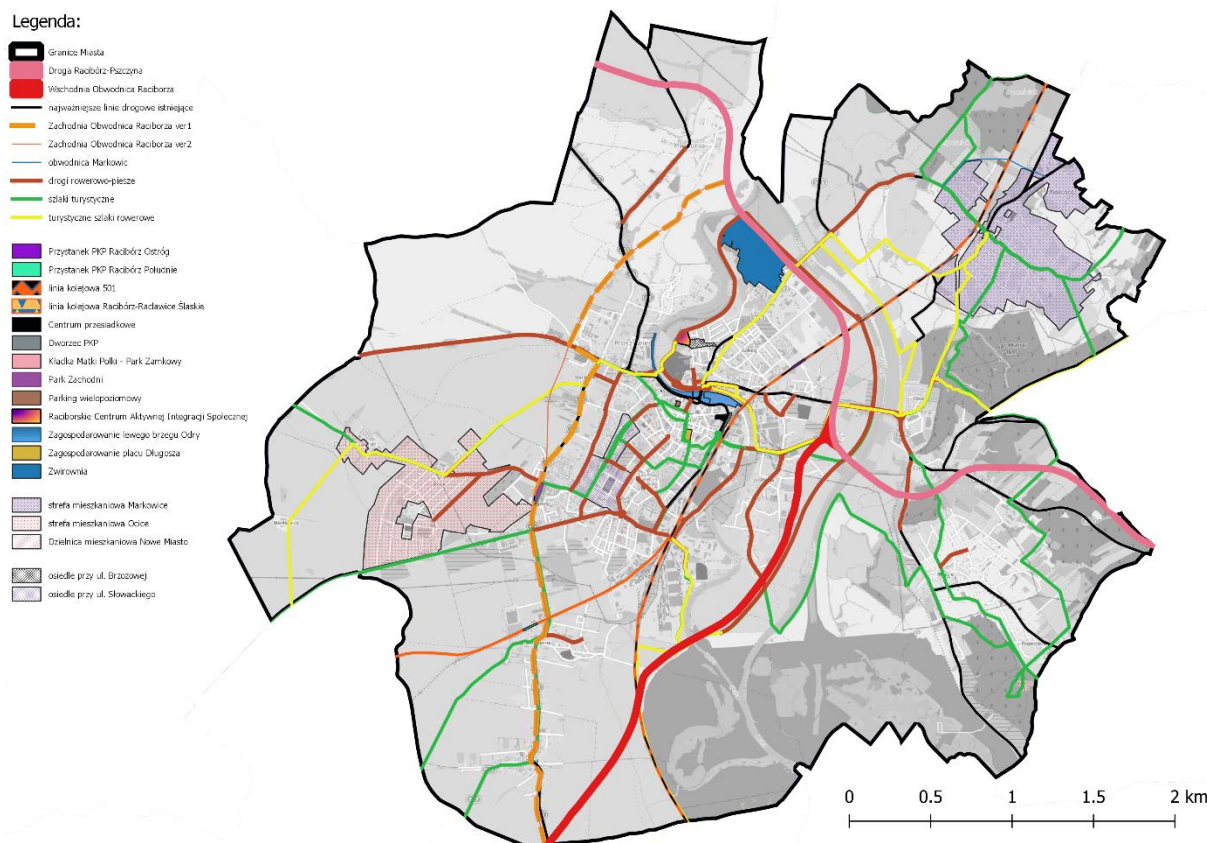 Legenda:
Granice Miasta
Droga Racibórz-Pszczyna
Wschodnia Obwodnica Raciborza
najważniejsze linie drogowe istniejące
Zachodnia Obwodnica Raciborza ver1
Zachodnia Obwodnica Raciborza ver2
obwodnica Markowic
drogi rowerowo-piesze
szlaki turystyczne
turystyczne szlaki rowerowe
Przystanek PKP Racibórz Ostróg
Przystanek PKP Racibórz Południe
linia kolejowa 501
linia kolejowa Racibórz-Racławice Śląskie
Centrum przesiadkowe
Dworzec PKP
Kładka Matki Polki - Park Zamkowy
Park Zachodni
Parking wielopoziomowy
Raciborskie Centrum Aktywnej Integracji Społecznej
Zagospodarowanie lewego brzegu Odry
Zagospodarowanie placu Długosza
Żwirownia
strefa mieszkaniowa Markowice
strefa mieszkaniowa Ocice
Dzielnica mieszkaniowa Nowe Miasto
osiedle przy ul. Brzozowej
osiedle przy ul. Słowackiego
0 0.5 1 1.5 2 km